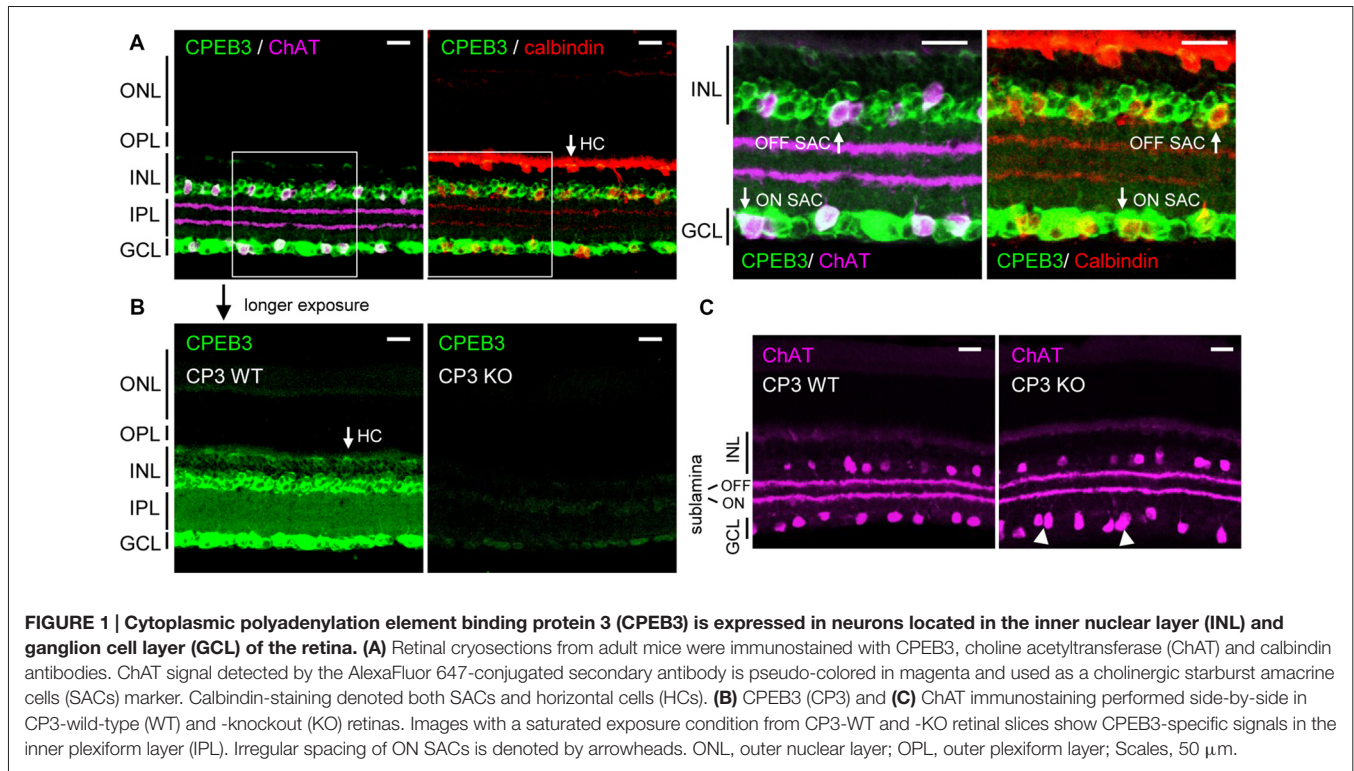 A
CPEB3 / ChAT
CPEB3 / calbindin
ONL
OPL
INL
IPL
GCL
HC
INL
GCL
OFF SAC
ON SAC
CPEB3/ ChAT
OFF SAC
ON SAC
CPEB3/ Calbindin
longer exposure
B
CPEB3
CP3 WT
CPEB3
CP3 KO
ONL
OPL
INL
IPL
GCL
HC
C
ChAT
CP3 WT
ChAT
CP3 KO
INL
sublamina
OFF
ON
GCL
FIGURE 1 | Cytoplasmic polyadenylation element binding protein 3 (CPEB3) is expressed in neurons located in the inner nuclear layer (INL) and
ganglion cell layer (GCL) of the retina. (A) Retinal cryosections from adult mice were immunostained with CPEB3, choline acetyltransferase (ChAT) and calbindin
antibodies. ChAT signal detected by the AlexaFluor 647-conjugated secondary antibody is pseudo-colored in magenta and used as a cholinergic starburst amacrine
cells (SACs) marker. Calbindin-staining denoted both SACs and horizontal cells (HCs). (B) CPEB3 (CP3) and (C) ChAT immunostaining performed side-by-side in
CP3-wild-type (WT) and -knockout (KO) retinas. Images with a saturated exposure condition from CP3-WT and -KO retinal slices show CPEB3-specific signals in the
inner plexiform layer (IPL). Irregular spacing of ON SACs is denoted by arrowheads. ONL, outer nuclear layer; OPL, outer plexiform layer; Scales, 50 μm.